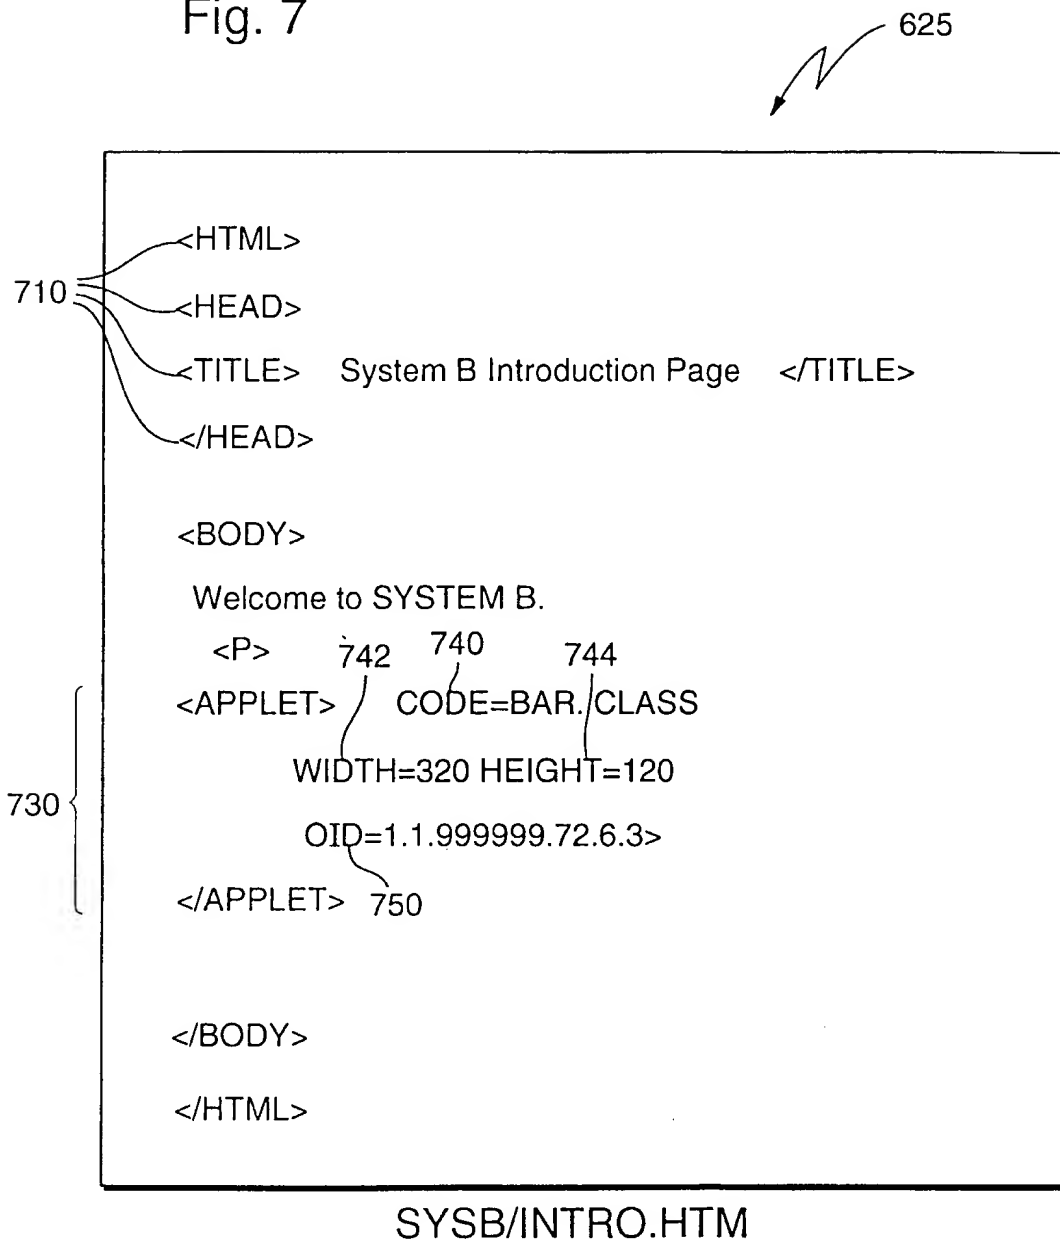 Fig. 7
625
<HTML>
710
<HEAD>
<TITLE> System B Introduction Page </TITLE>
</HEAD>
<BODY>
Welcome to SYSTEM B.
<P> 742 740 744
<APPLET> CODE=BAR. CLASS
WIDTH=320 HEIGHT=120
730
OID=1.1.999999.72.6.3>
</APPLET> 750
</BODY>
</HTML>
SYSB/INTRO.HTM